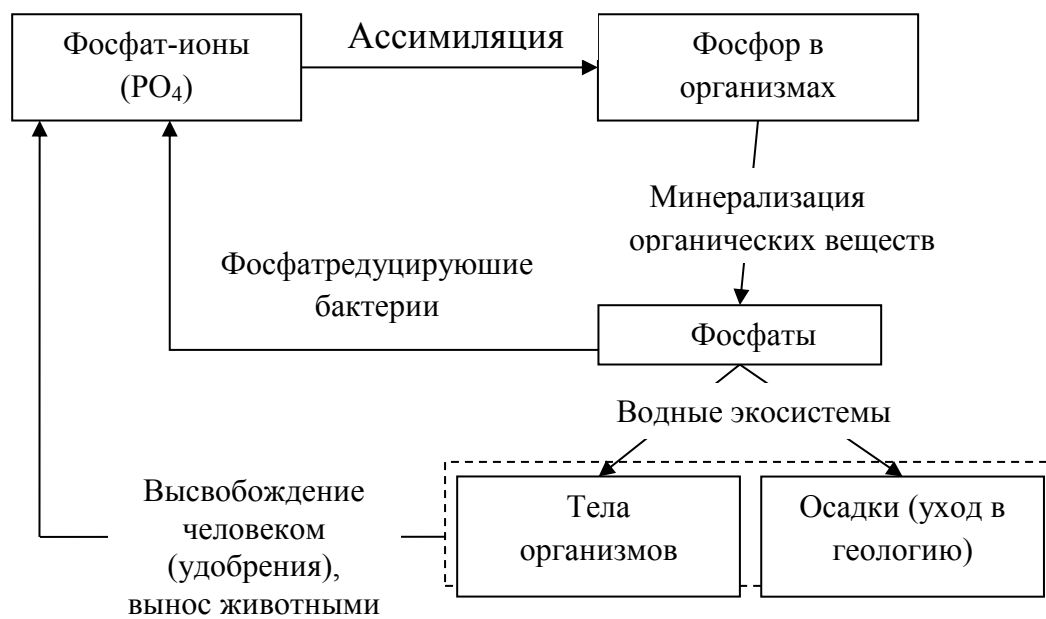 Фосфат-ионы
(PO₄)
Ассимиляция
Фосфор в
организмах
Минерализация
органических веществ
Фосфатредуцируюшие
бактерии
Фосфаты
Водные экосистемы
Тела
организмов
Осадки (уход в
геологию)
Высвобождение
человеком
(удобрения),
вынос животными